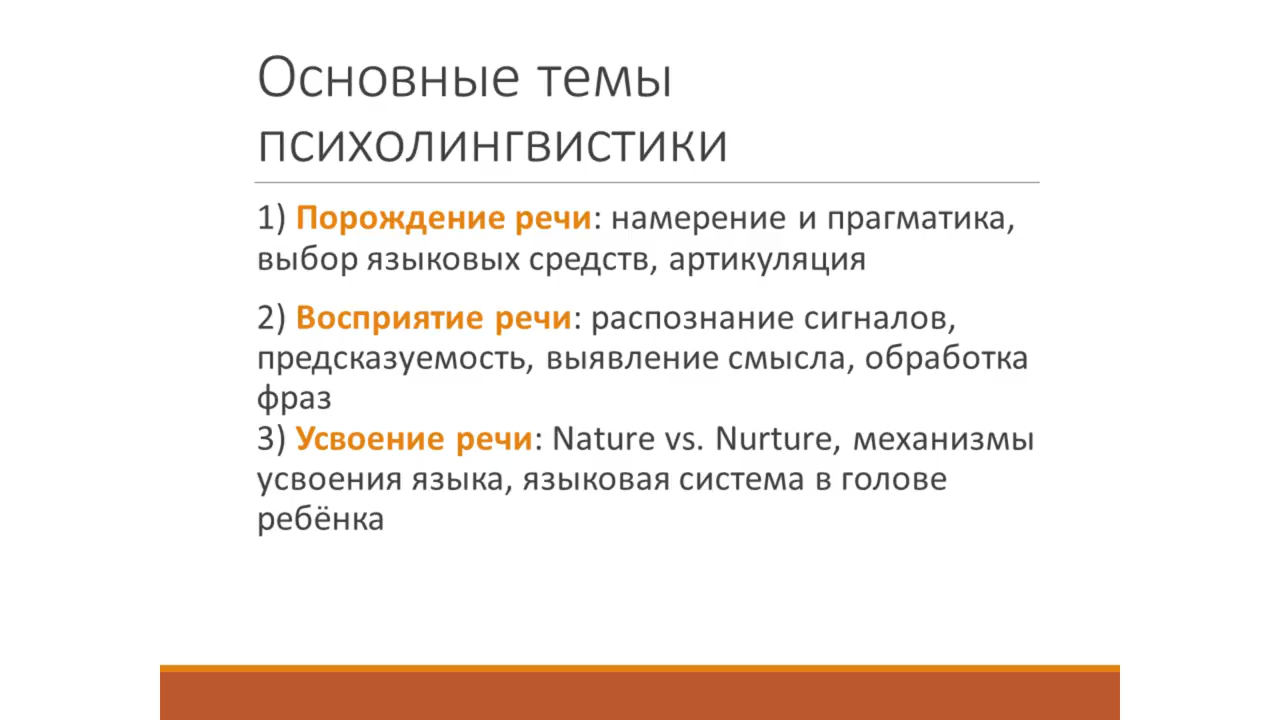 Основные темы
психолингвистики
1) Порождение речи: намерение и прагматика,
выбор языковых средств, артикуляция
2) Восприятие речи: распознание сигналов,
предсказуемость, выявление смысла, обработка
фраз
3) Усвоение речи: Nature vs. Nurture, механизмы
усвоения языка, языковая система в голове
ребёнка